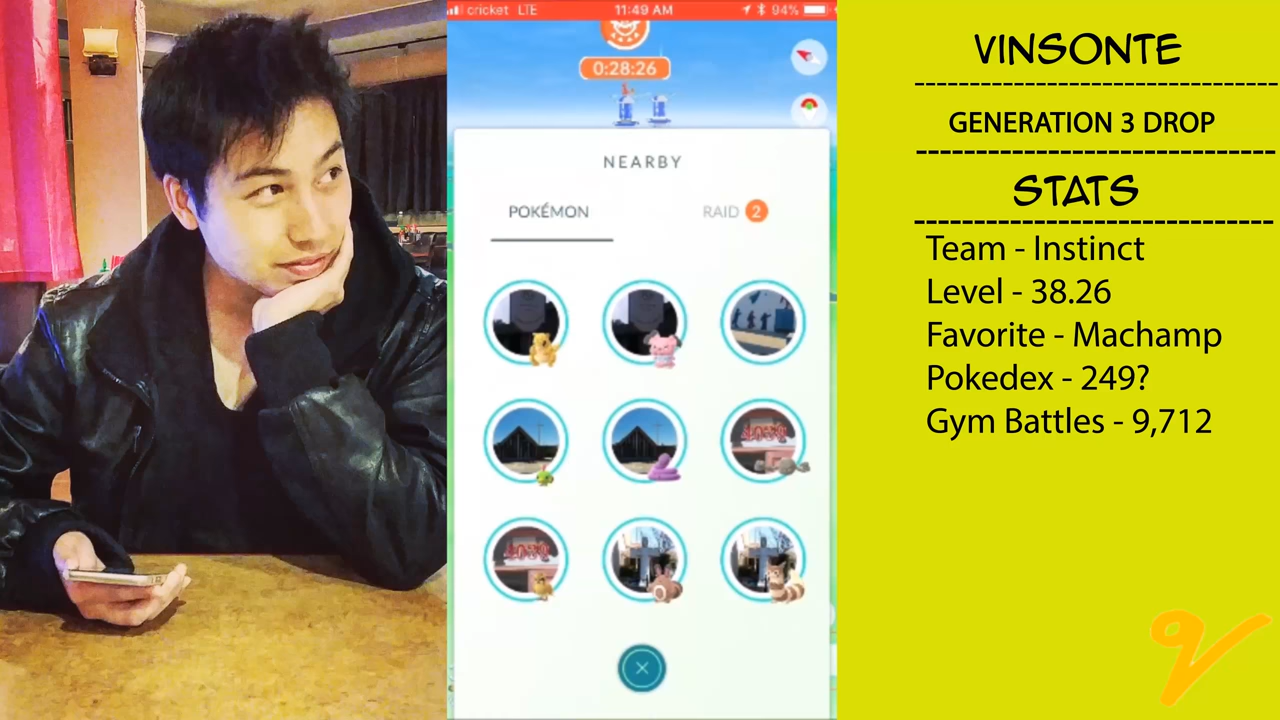 cricket LTE 11:49 AM 94%
0:28:26
NEARBY
POKÉMON RAID 2
VINSONTE
GENERATION 3 DROP
STATS
Team - Instinct
Level - 38.26
Favorite - Machamp
Pokedex - 249?
Gym Battles - 9,712